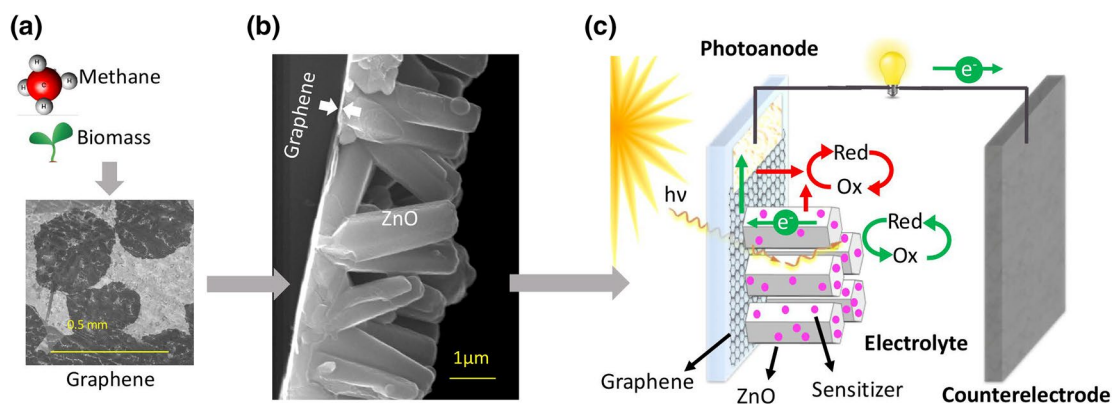 (a)
H
H
C
H
H
Methane
Biomass
0.5 mm
Graphene
(b)
Graphene
ZnO
1μm
(c)
Photoanode
e-
hν
Red
Ox
e-
Red
Ox
Electrolyte
Graphene
ZnO
Sensitizer
Counterelectrode